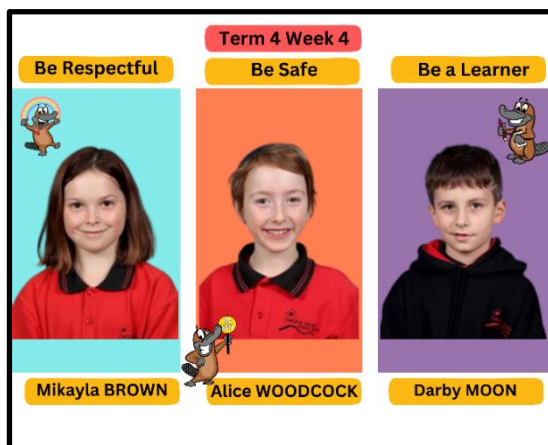 Term 4 Week 4
Be Respectful
Be Safe
Be a Learner
Mikayla BROWN
Alice WOODCOCK
Darby MOON